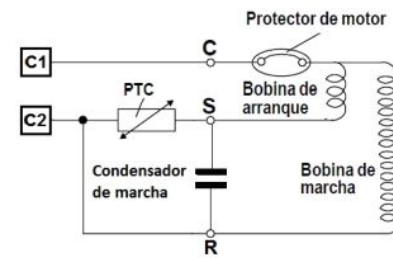 Protector de motor
C
C1
Bobina de
arranque
PTC
S
C2
Condensador
de marcha
Bobina de
marcha
R